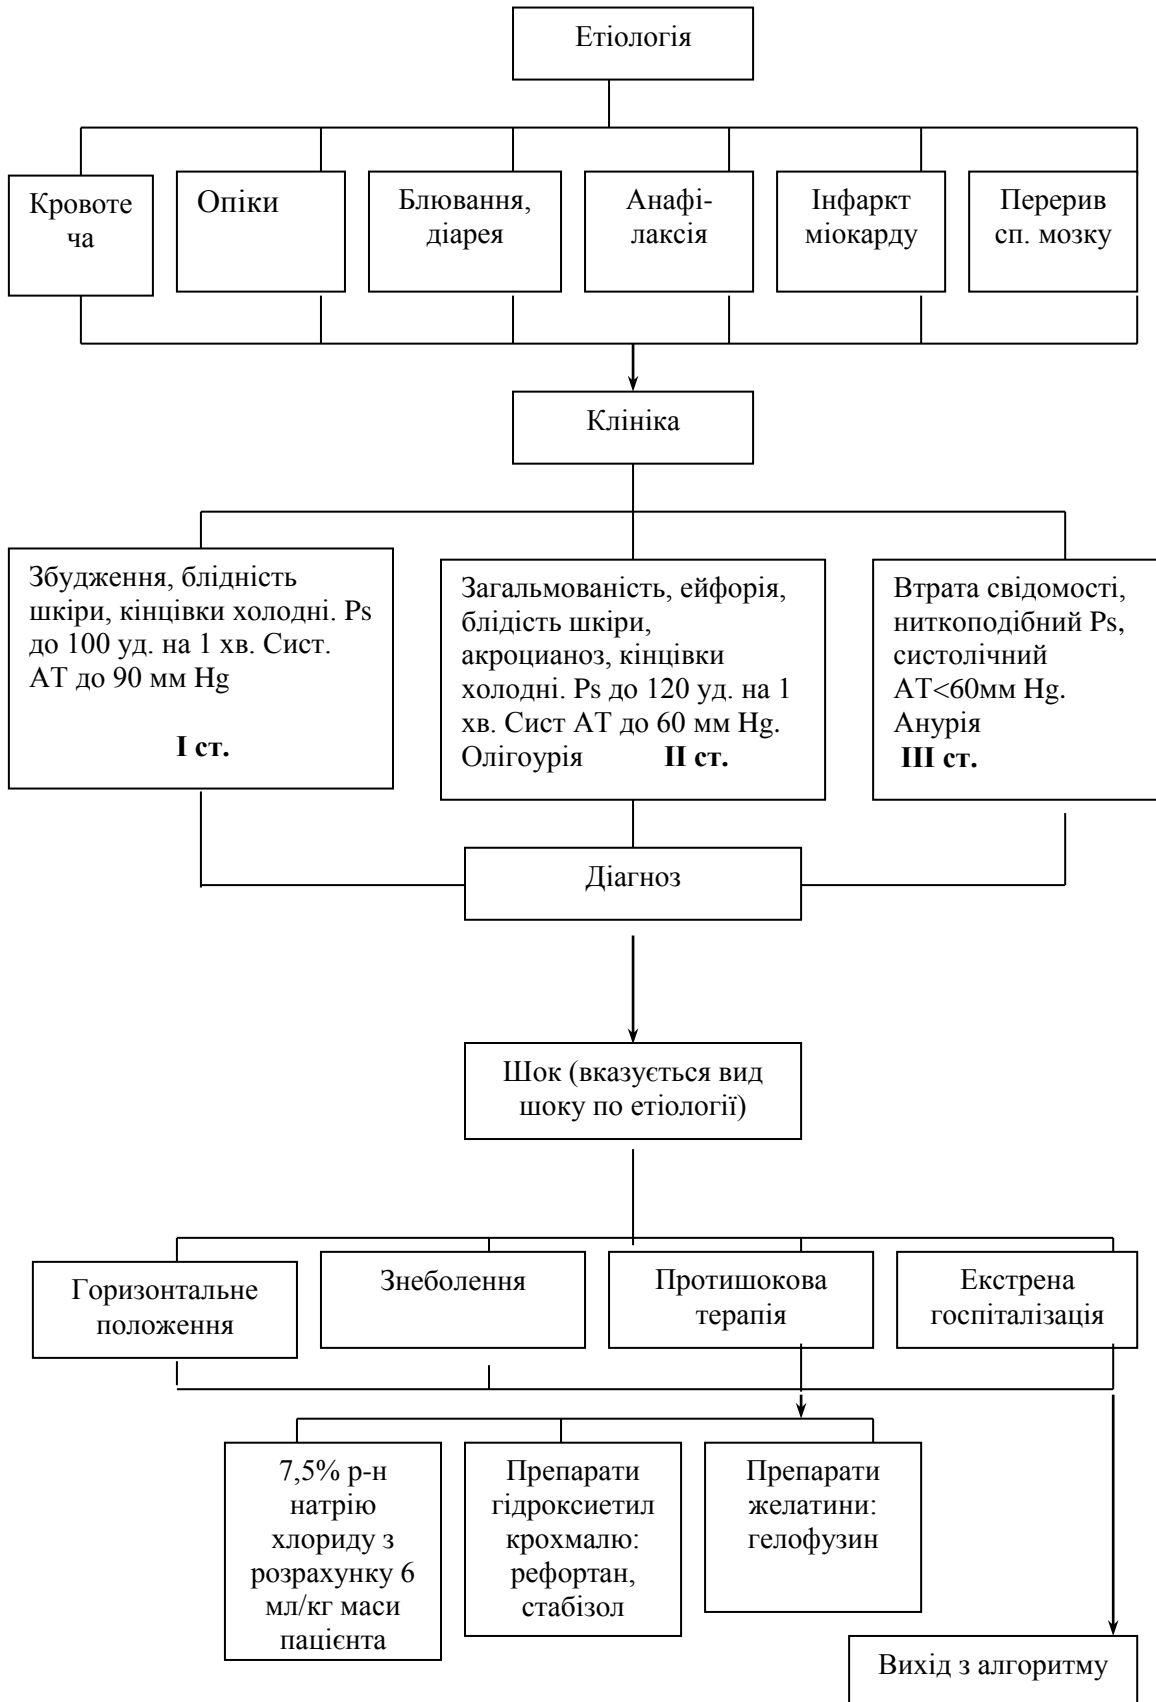 Етіологія
Кровоте
ча
Опіки
Блювання,
діарея
Анафі-
лаксія
Інфаркт
міокарду
Перерив
сп. мозку
Клініка
Збудження, блідність
шкіри, кінцівки холодні. Ps
до 100 уд. на 1 хв. Сист.
АТ до 90 мм Hg
I ст.
Загальмованість, ейфорія,
блідість шкіри,
акроцианоз, кінцівки
холодні. Ps до 120 уд. на 1
хв. Сист АТ до 60 мм Hg.
Олігоурія II ст.
Втрата свідомості,
ниткоподібний Ps,
систолічний
АТ<60мм Hg.
Анурія
III ст.
Діагноз
Шок (вказується вид
шоку по етіології)
Горизонтальне
положення
Знеболення
Протишокова
терапія
Екстрена
госпіталізація
7,5% р-н
натрію
хлориду з
розрахунку 6
мл/кг маси
пацієнта
Препарати
гідроксиетил
крохмалю:
рефортан,
стабізол
Препарати
желатини:
гелофузин
Вихід з алгоритму